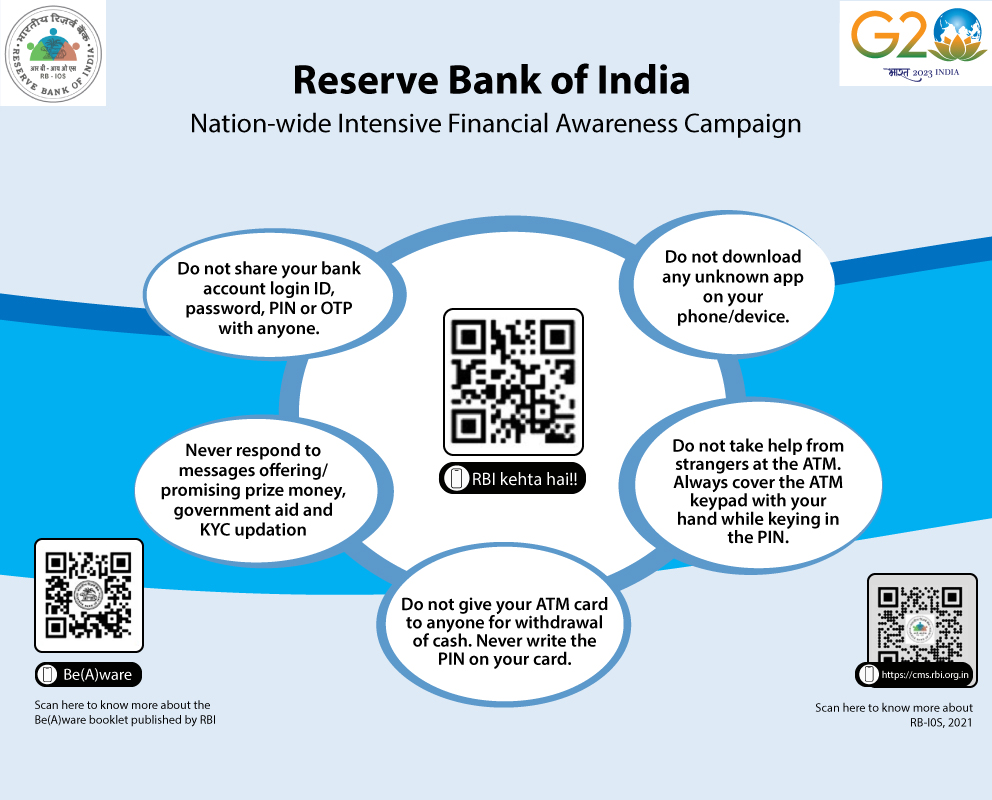 भारतीय रिज़र्व बैंक
आर बी - आय ओ एस
RB - IOS
RESERVE BANK OF INDIA
G20
भारत 2023 INDIA
Reserve Bank of India
Nation-wide Intensive Financial Awareness Campaign
Do not share your bank
account login ID,
password, PIN or OTP
with anyone.
Do not download
any unknown app
on your
phone/device.
RBI kehta hai!!
Never respond to
messages offering/
promising prize money,
government aid and
KYC updation
Do not take help from
strangers at the ATM.
Always cover the ATM
keypad with your
hand while keying in
the PIN.
Do not give your ATM card
to anyone for withdrawal
of cash. Never write the
PIN on your card.
Be(A)ware
Scan here to know more about the
Be(A)ware booklet published by RBI
https://cms.rbi.org.in
Scan here to know more about
RB-I0S, 2021